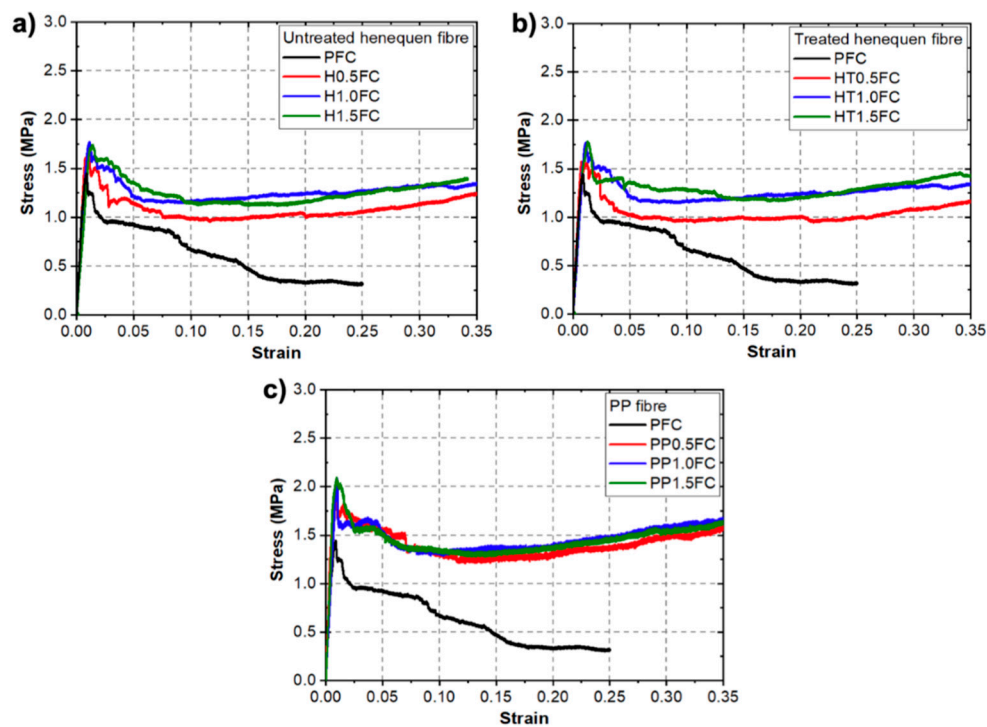 a)
3.0
2.5
2.0
1.5
1.0
0.5
0.0
Stress (MPa)
Untreated henequen fibre
PFC
H0.5FC
H1.0FC
H1.5FC
0.00 0.05 0.10 0.15 0.20 0.25 0.30 0.35
Strain
b)
3.0
2.5
2.0
1.5
1.0
0.5
0.0
Stress (MPa)
Treated henequen fibre
PFC
HT0.5FC
HT1.0FC
HT1.5FC
0.00 0.05 0.10 0.15 0.20 0.25 0.30 0.35
Strain
c)
3.0
2.5
2.0
1.5
1.0
0.5
0.0
Stress (MPa)
PP fibre
PFC
PP0.5FC
PP1.0FC
PP1.5FC
0.00 0.05 0.10 0.15 0.20 0.25 0.30 0.35
Strain